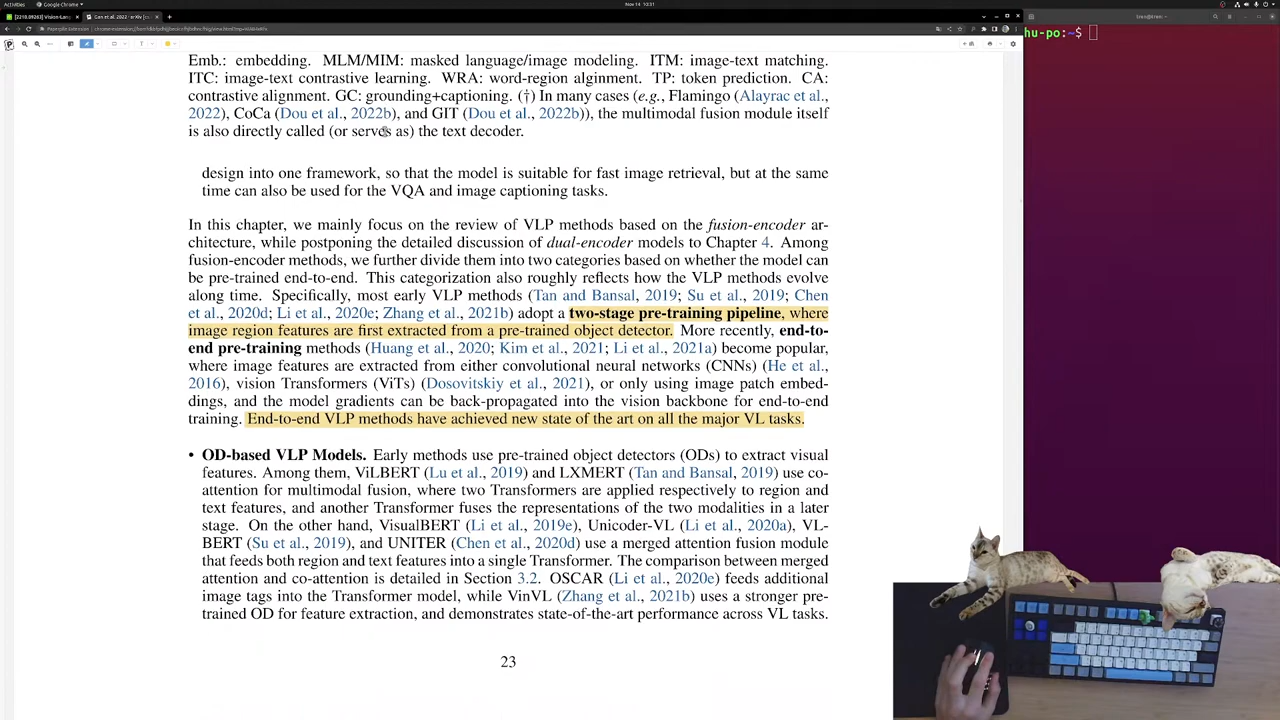 Activities
Google Chrome
Nov 14 10:31
Emb.: embedding. MLM/MIM: masked language/image modeling. ITM: image-text matching.
ITC: image-text contrastive learning. WRA: word-region alginment. TP: token prediction. CA:
contrastive alignment. GC: grounding+captioning. (†) In many cases (e.g., Flamingo (Alayrac et al.,
2022), CoCa (Dou et al., 2022b), and GIT (Dou et al., 2022b)), the multimodal fusion module itself
is also directly called (or serves as) the text decoder.
design into one framework, so that the model is suitable for fast image retrieval, but at the same
time can also be used for the VQA and image captioning tasks.
In this chapter, we mainly focus on the review of VLP methods based on the fusion-encoder ar-
chitecture, while postponing the detailed discussion of dual-encoder models to Chapter 4. Among
fusion-encoder methods, we further divide them into two categories based on whether the model can
be pre-trained end-to-end. This categorization also roughly reflects how the VLP methods evolve
along time. Specifically, most early VLP methods (Tan and Bansal, 2019; Su et al., 2019; Chen
et al., 2020d; Li et al., 2020e; Zhang et al., 2021b) adopt a two-stage pre-training pipeline, where
image region features are first extracted from a pre-trained object detector. More recently, end-to-
end pre-training methods (Huang et al., 2020; Kim et al., 2021; Li et al., 2021a) become popular,
where image features are extracted from either convolutional neural networks (CNNs) (He et al.,
2016), vision Transformers (ViTs) (Dosovitskiy et al., 2021), or only using image patch embed-
dings, and the model gradients can be back-propagated into the vision backbone for end-to-end
training. End-to-end VLP methods have achieved new state of the art on all the major VL tasks.
• OD-based VLP Models. Early methods use pre-trained object detectors (ODs) to extract visual
features. Among them, ViLBERT (Lu et al., 2019) and LXMERT (Tan and Bansal, 2019) use co-
attention for multimodal fusion, where two Transformers are applied respectively to region and
text features, and another Transformer fuses the representations of the two modalities in a later
stage. On the other hand, VisualBERT (Li et al., 2019e), Unicoder-VL (Li et al., 2020a), VL-
BERT (Su et al., 2019), and UNITER (Chen et al., 2020d) use a merged attention fusion module
that feeds both region and text features into a single Transformer. The comparison between merged
attention and co-attention is detailed in Section 3.2. OSCAR (Li et al., 2020e) feeds additional
image tags into the Transformer model, while VinVL (Zhang et al., 2021b) uses a stronger pre-
trained OD for feature extraction, and demonstrates state-of-the-art performance across VL tasks.
23
hu-po:~$